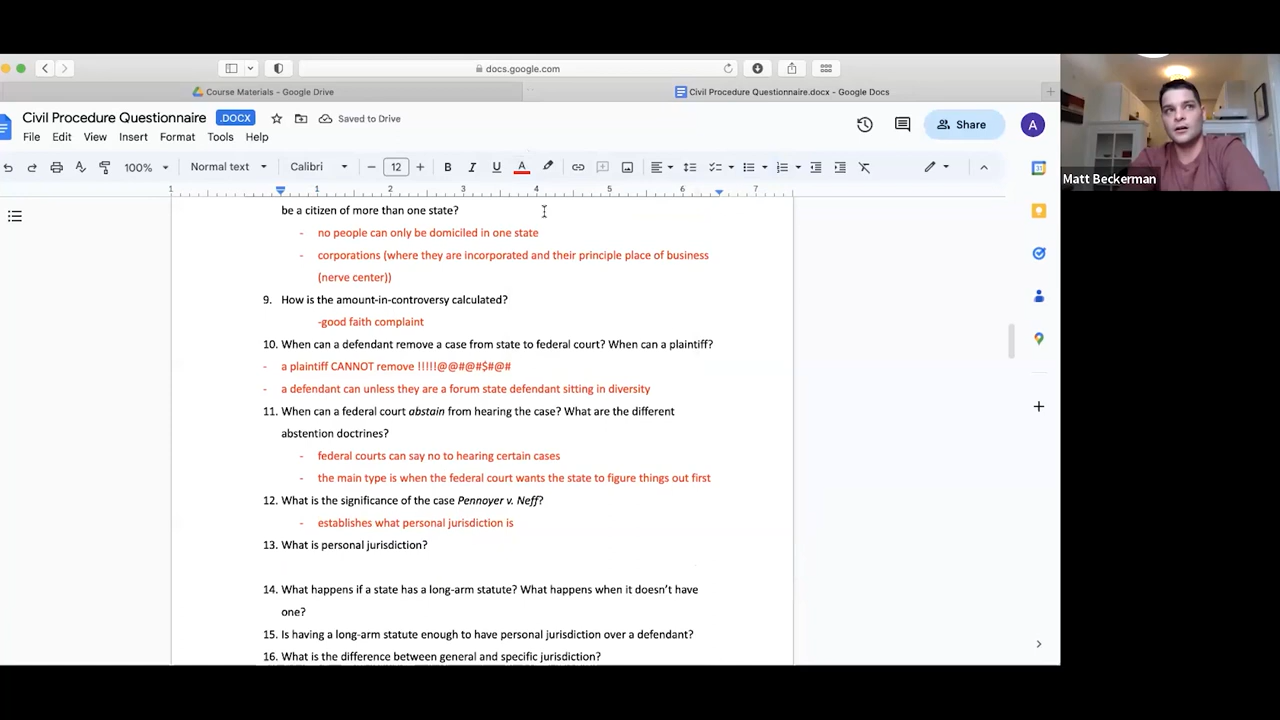 docs.google.com
Course Materials – Google Drive
Civil Procedure Questionnaire.docx - Google Docs
Civil Procedure Questionnaire
.DOCX
Saved to Drive
File Edit View Insert Format Tools Help
Share
A
100%
Normal text
Calibri
12
B I U A
1 1 2 3 4 5 6 7
be a citizen of more than one state?
- no people can only be domiciled in one state
- corporations (where they are incorporated and their principle place of business
(nerve center))
9. How is the amount-in-controversy calculated?
-good faith complaint
10. When can a defendant remove a case from state to federal court? When can a plaintiff?
- a plaintiff CANNOT remove !!!!!@@#@#$#@#
- a defendant can unless they are a forum state defendant sitting in diversity
11. When can a federal court abstain from hearing the case? What are the different
abstention doctrines?
- federal courts can say no to hearing certain cases
- the main type is when the federal court wants the state to figure things out first
12. What is the significance of the case Pennoyer v. Neff?
- establishes what personal jurisdiction is
13. What is personal jurisdiction?
14. What happens if a state has a long-arm statute? What happens when it doesn't have
one?
15. Is having a long-arm statute enough to have personal jurisdiction over a defendant?
16. What is the difference between general and specific jurisdiction?
Matt Beckerman